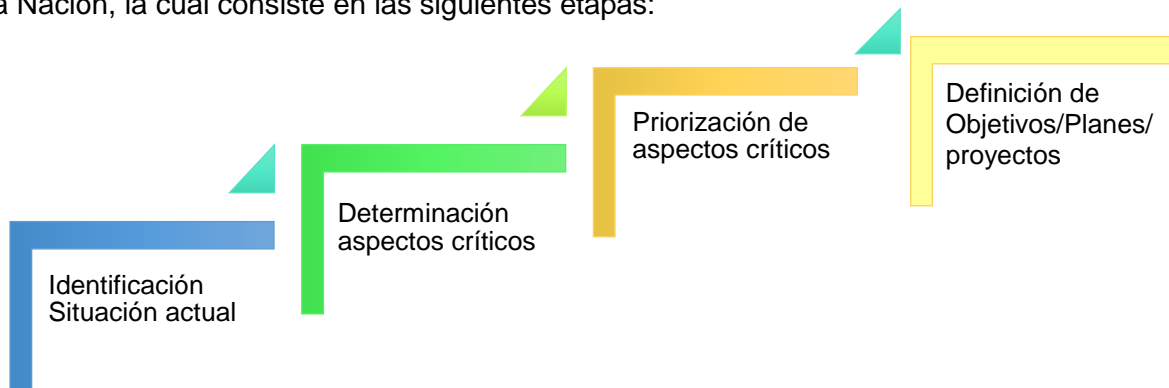 a Nación, la cual consiste en las siguientes etapas:
Identificación
Situación actual
Determinación
aspectos críticos
Priorización de
aspectos críticos
Definición de
Objetivos/Planes/
proyectos